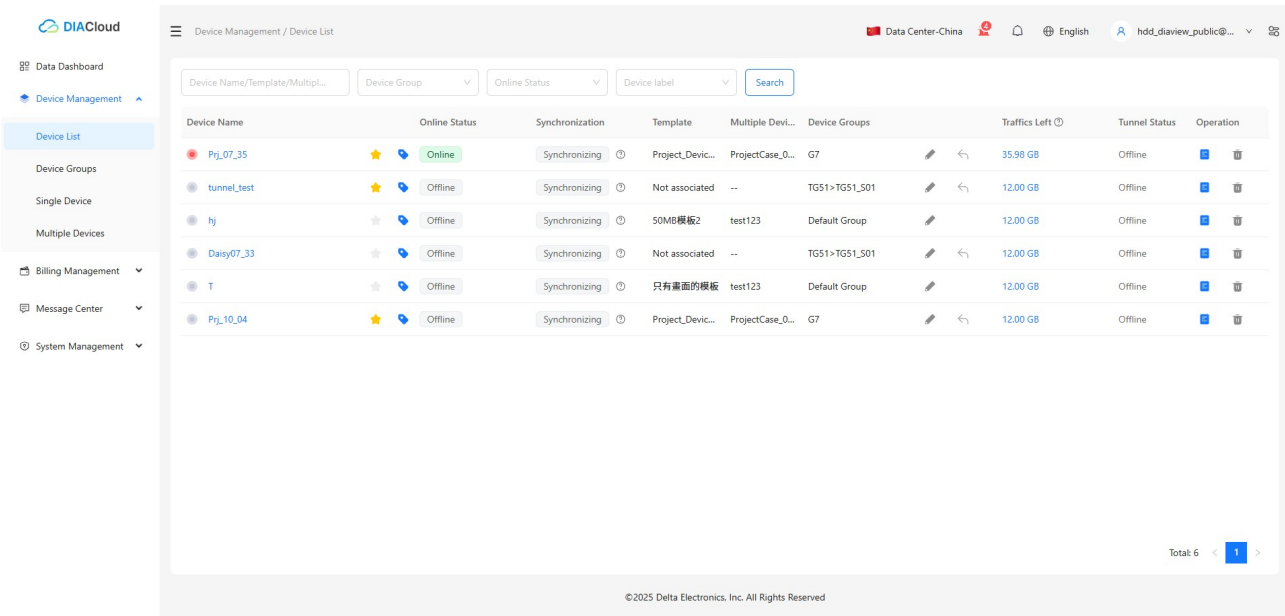 DIACloud
Device Management / Device List
Data Center-China 4 English hdd_diaview_public@...
Data Dashboard
Device Management
Device List
Device Groups
Single Device
Multiple Devices
Billing Management
Message Center
System Management
Device Name/Template/Multipl... Device Group Online Status Device label Search
Device Name Online Status Synchronization Template Multiple Devi... Device Groups Traffics Left Tunnel Status Operation
Prj_07_35 Online Synchronizing Project_Devic... ProjectCase_0... G7 35.98 GB Offline
tunnel_test Offline Synchronizing Not associated -- TG51>TG51_S01 12.00 GB Offline
hj Offline Synchronizing 50MB模板2 test123 Default Group 12.00 GB Offline
Daisy07_33 Offline Synchronizing Not associated -- TG51>TG51_S01 12.00 GB Offline
T Offline Synchronizing 只有畫面的模板 test123 Default Group 12.00 GB Offline
Prj_10_04 Offline Synchronizing Project_Devic... ProjectCase_0... G7 12.00 GB Offline
Total: 6 < 1 >
©2025 Delta Electronics, Inc. All Rights Reserved